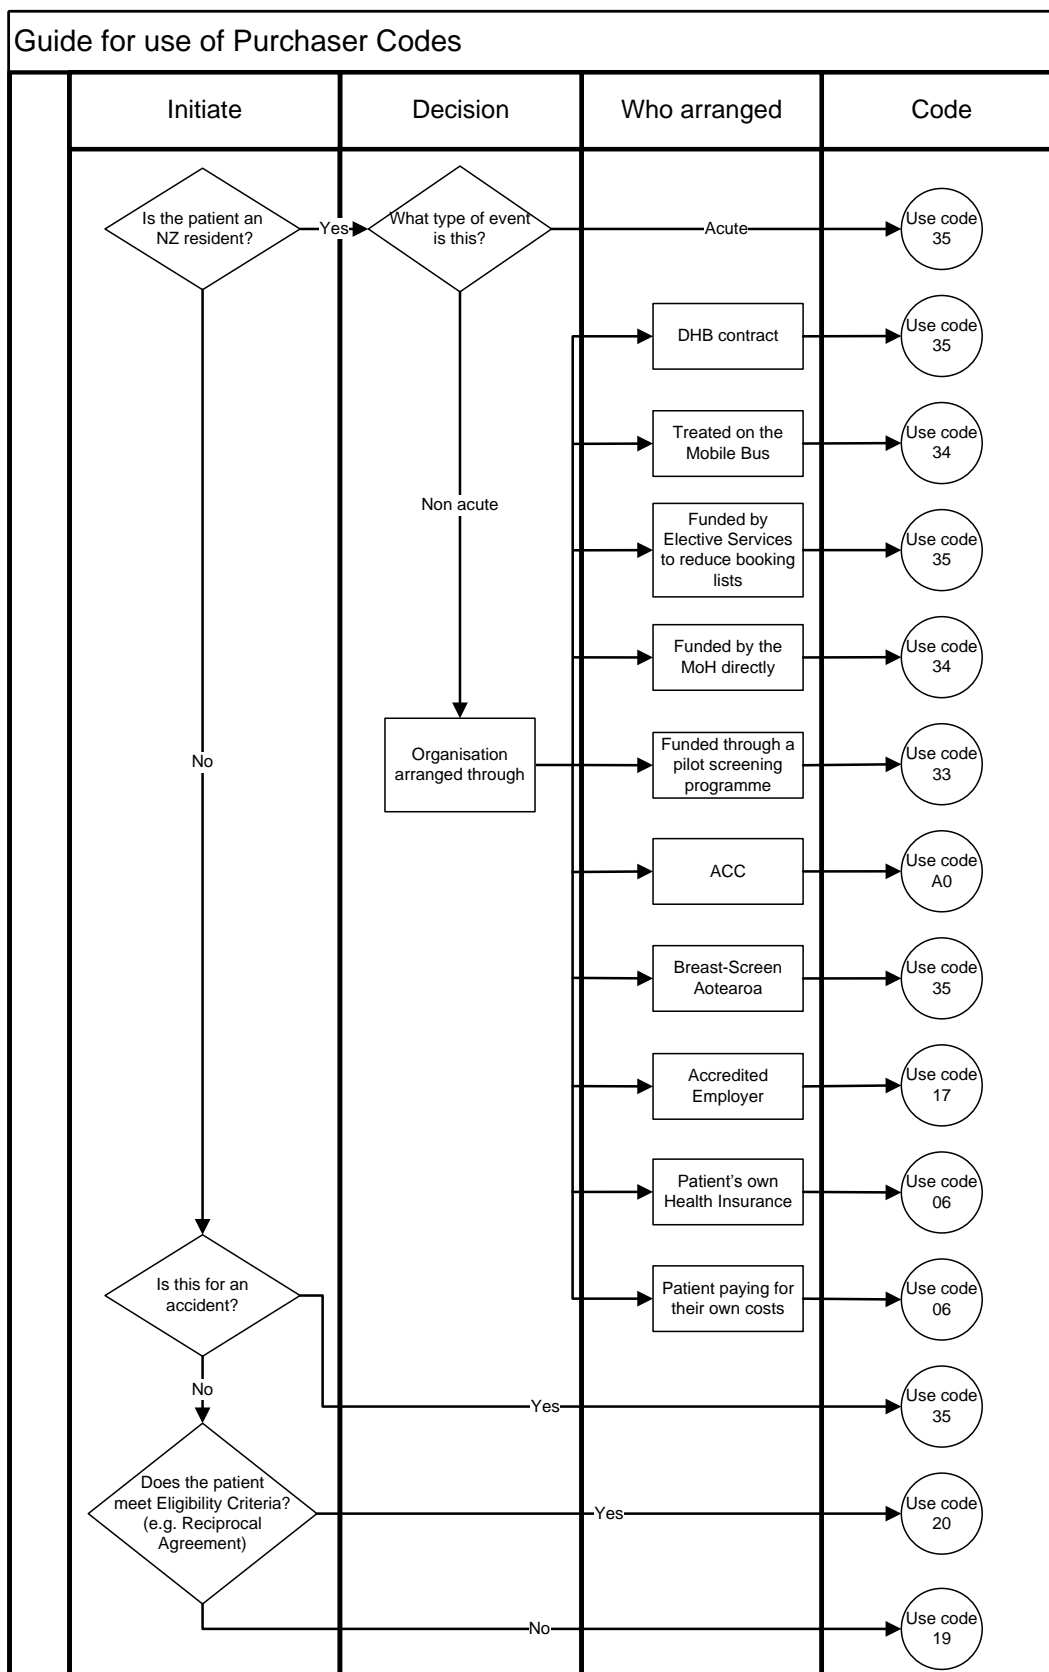 Guide for use of Purchaser Codes
Initiate
Decision
Who arranged
Code
Is the patient an
NZ resident?
Yes
What type of event
is this?
Acute
Use code
35
DHB contract
Use code
35
Treated on the
Mobile Bus
Use code
34
Non acute
Funded by
Elective Services
to reduce booking
lists
Use code
35
Funded by the
MoH directly
Use code
34
No
Organisation
arranged through
Funded through a
pilot screening
programme
Use code
33
ACC
Use code
A0
Breast-Screen
Aotearoa
Use code
35
Accredited
Employer
Use code
17
Patient's own
Health Insurance
Use code
06
Is this for an
accident?
Patient paying for
their own costs
Use code
06
No
Yes
Use code
35
Does the patient
meet Eligibility Criteria?
(e.g. Reciprocal
Agreement)
Yes
Use code
20
No
Use code
19